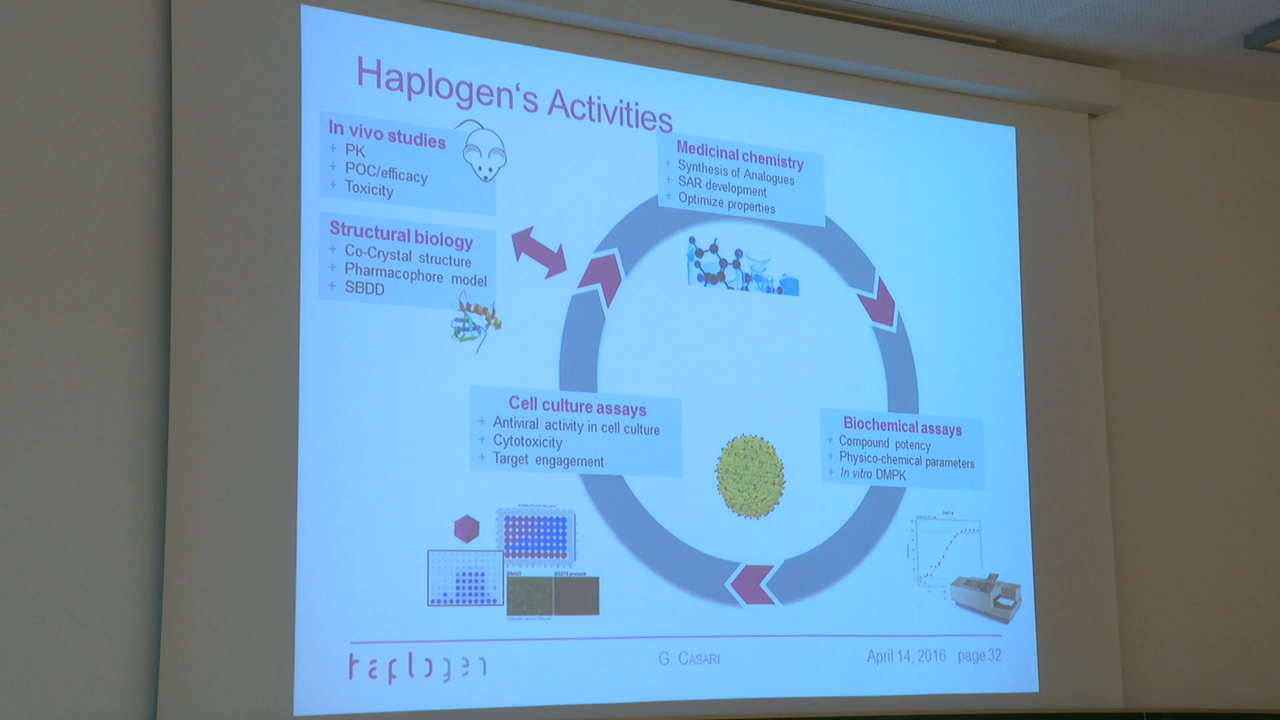 Haplogen‘s Activities
In vivo studies
+ PK
+ POC/efficacy
+ Toxicity
Structural biology
+ Co-Crystal structure
+ Pharmacophore model
+ SBDD
Medicinal chemistry
+ Synthesis of Analogues
+ SAR development
+ Optimize properties
Cell culture assays
+ Antiviral activity in cell culture
+ Cytotoxicity
+ Target engagement
Biochemical assays
+ Compound potency
+ Physico-chemical parameters
+ In vitro DMPK
DMSO
haplogen
G. CASARI
April 14, 2016 page 32